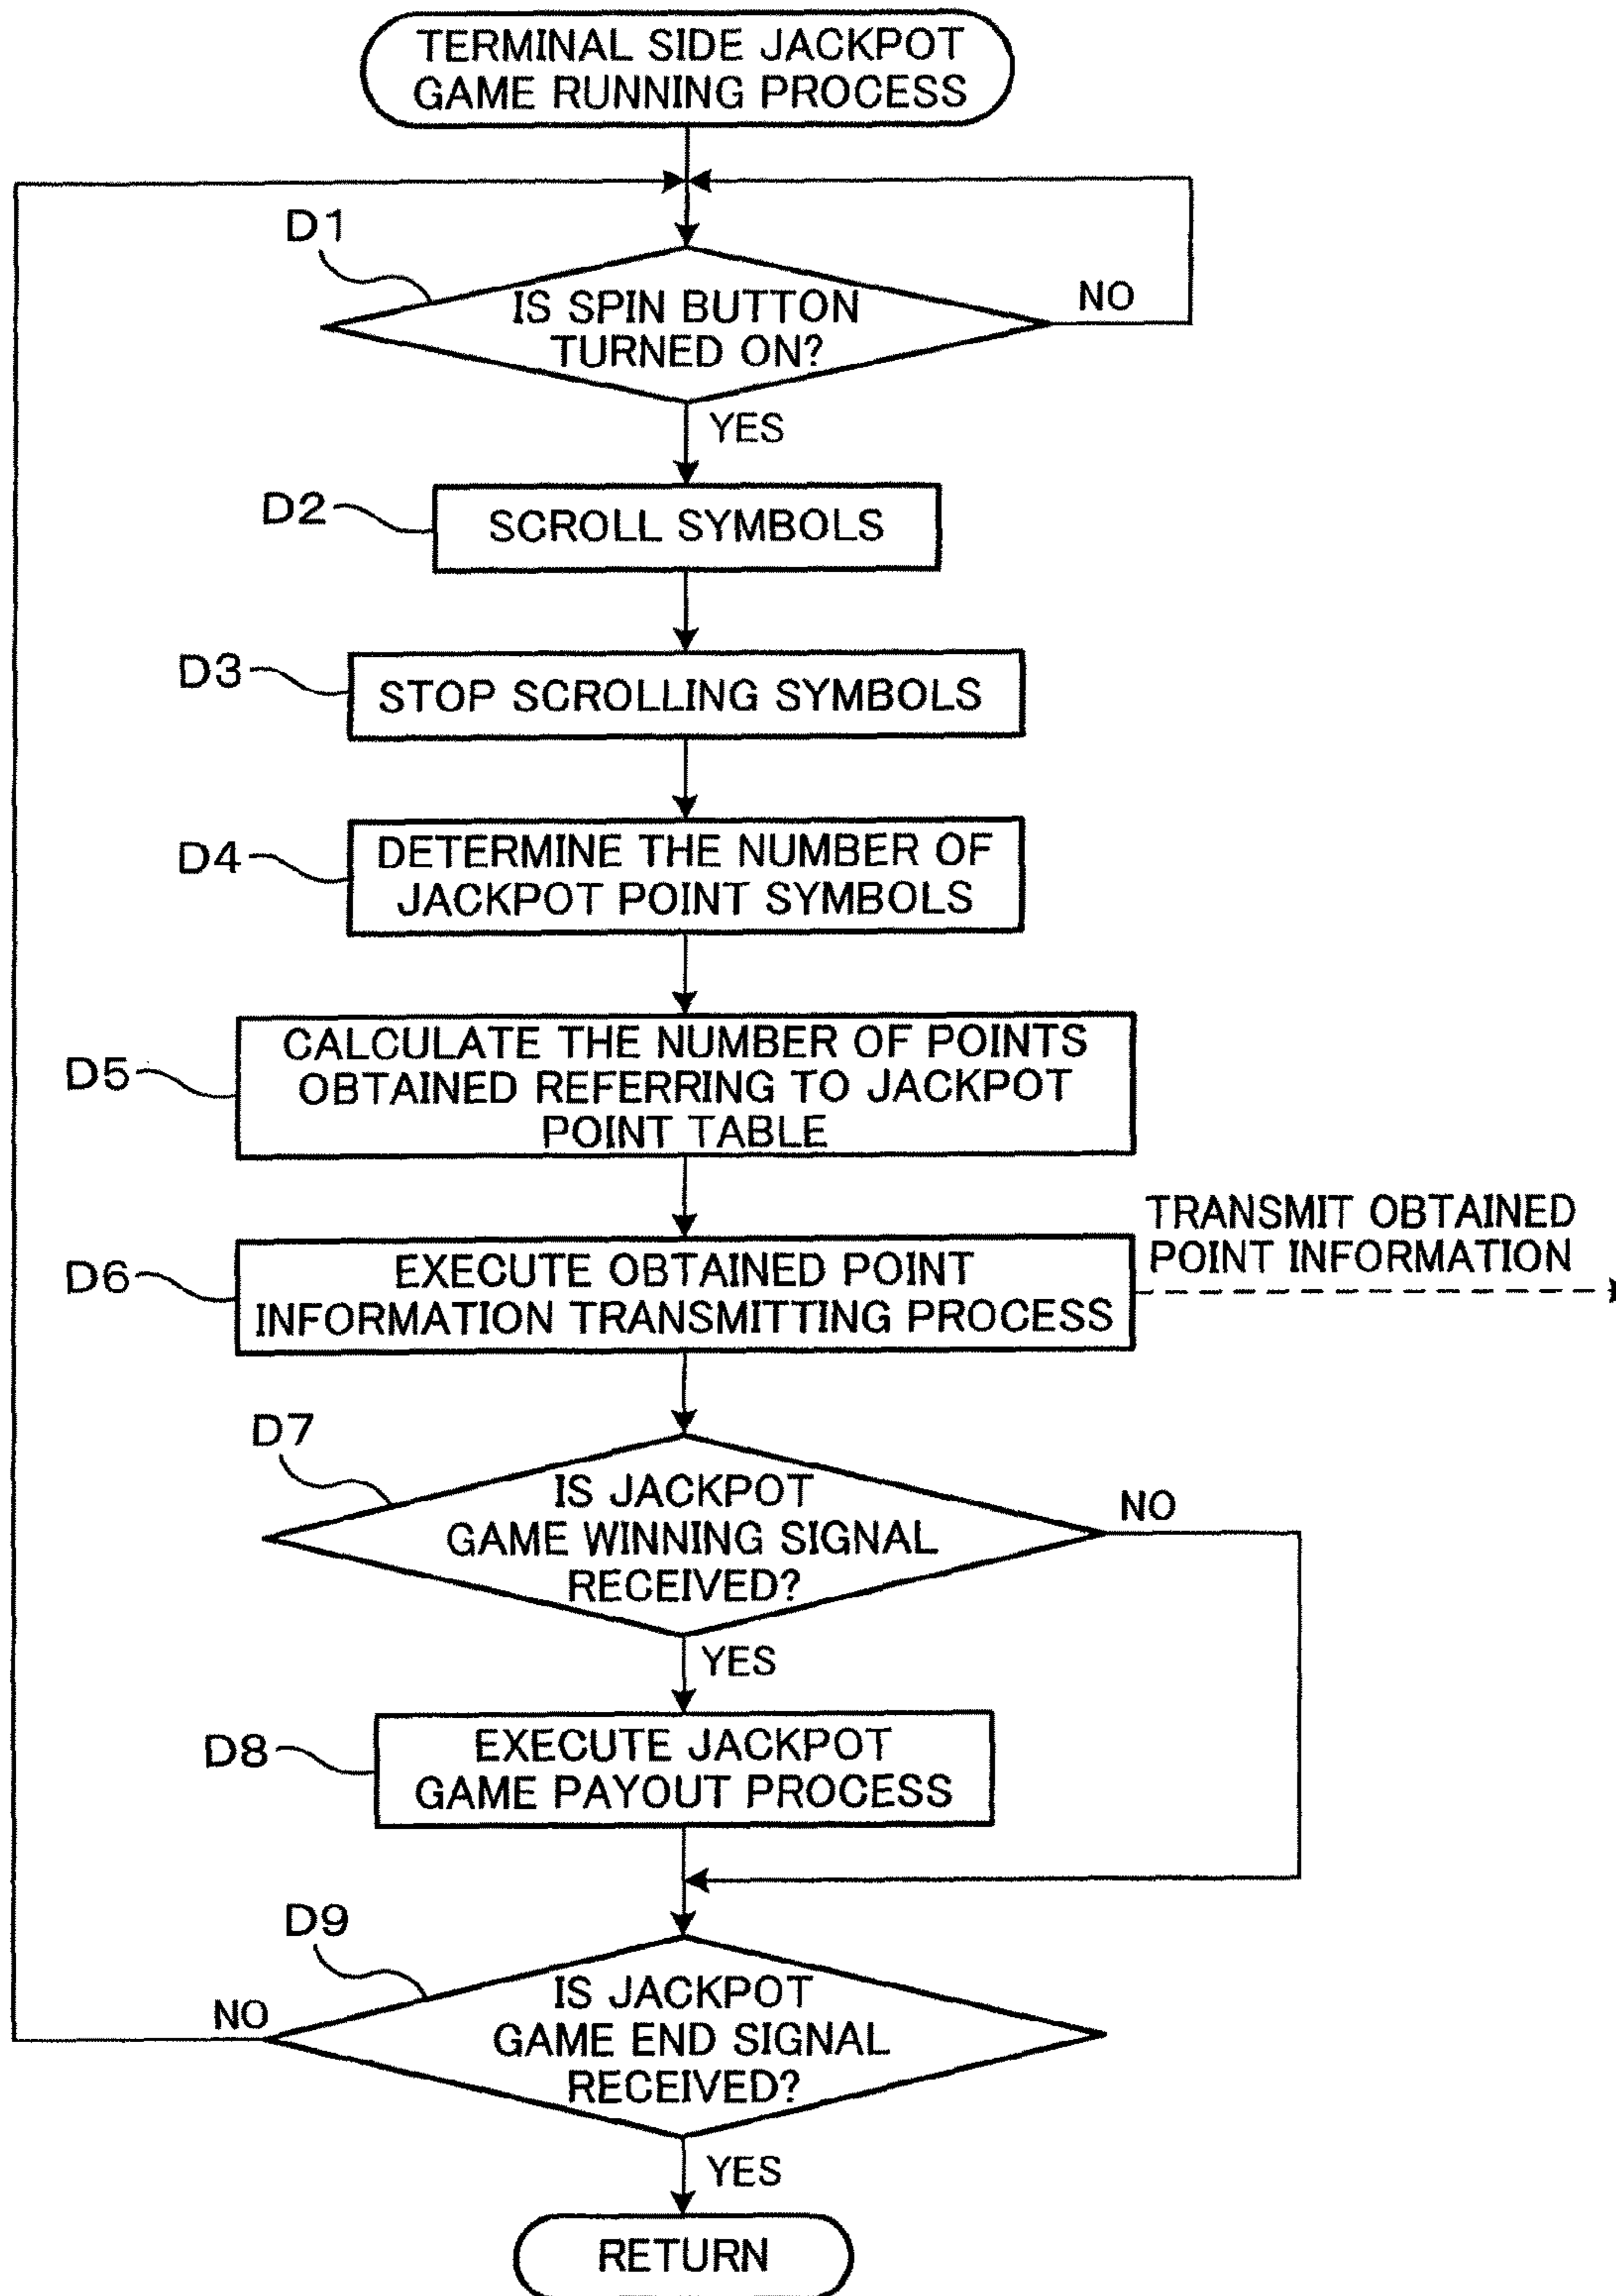 TERMINAL SIDE JACKPOT
GAME RUNNING PROCESS
D1
IS SPIN BUTTON
TURNED ON?
NO
YES
D2
SCROLL SYMBOLS
D3
STOP SCROLLING SYMBOLS
D4
DETERMINE THE NUMBER OF
JACKPOT POINT SYMBOLS
D5
CALCULATE THE NUMBER OF POINTS
OBTAINED REFERRING TO JACKPOT
POINT TABLE
D6
EXECUTE OBTAINED POINT
INFORMATION TRANSMITTING PROCESS
TRANSMIT OBTAINED
POINT INFORMATION
D7
IS JACKPOT
GAME WINNING SIGNAL
RECEIVED?
NO
YES
D8
EXECUTE JACKPOT
GAME PAYOUT PROCESS
D9
IS JACKPOT
GAME END SIGNAL
RECEIVED?
NO
YES
RETURN